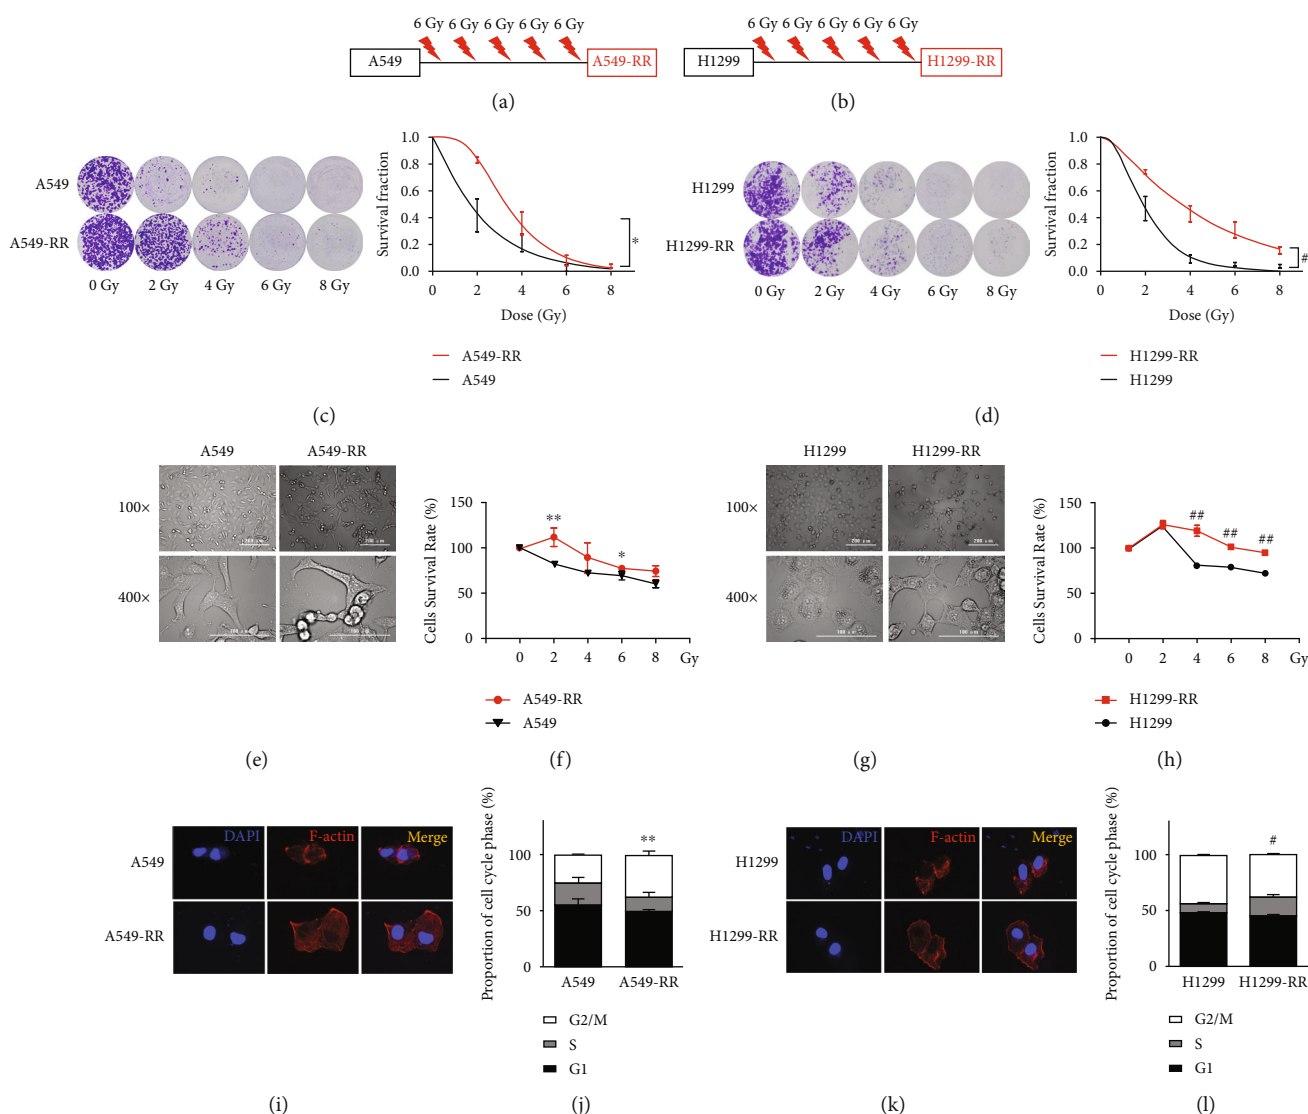 6 Gy 6 Gy 6 Gy 6 Gy 6 Gy
A549
A549-RR
(a)
6 Gy 6 Gy 6 Gy 6 Gy 6 Gy
H1299
H1299-RR
(b)
A549
A549-RR
0 Gy 2 Gy 4 Gy 6 Gy 8 Gy
Survival fraction
1.0
0.8
0.6
0.4
0.2
0.0
0 2 4 6 8
Dose (Gy)
*
A549-RR
A549
(c)
H1299
H1299-RR
0 Gy 2 Gy 4 Gy 6 Gy 8 Gy
Survival fraction
1.0
0.8
0.6
0.4
0.2
0.0
0 2 4 6 8
Dose (Gy)
#
H1299-RR
H1299
(d)
A549 A549-RR
100×
400×
(e)
Cells Survival Rate (%)
150
100
50
0
** *
0 2 4 6 8 Gy
A549-RR
A549
(f)
H1299 H1299-RR
100×
400×
(g)
Cells Survival Rate (%)
150
100
50
0
## ## ##
0 2 4 6 8 Gy
H1299-RR
H1299
(h)
DAPI F-actin Merge
A549
A549-RR
(i)
Proportion of cell cycle phase (%)
100
50
0
**
A549 A549-RR
G2/M
S
G1
(j)
DAPI F-actin Merge
H1299
H1299-RR
(k)
Proportion of cell cycle phase (%)
100
50
0
#
H1299 H1299-RR
G2/M
S
G1
(l)